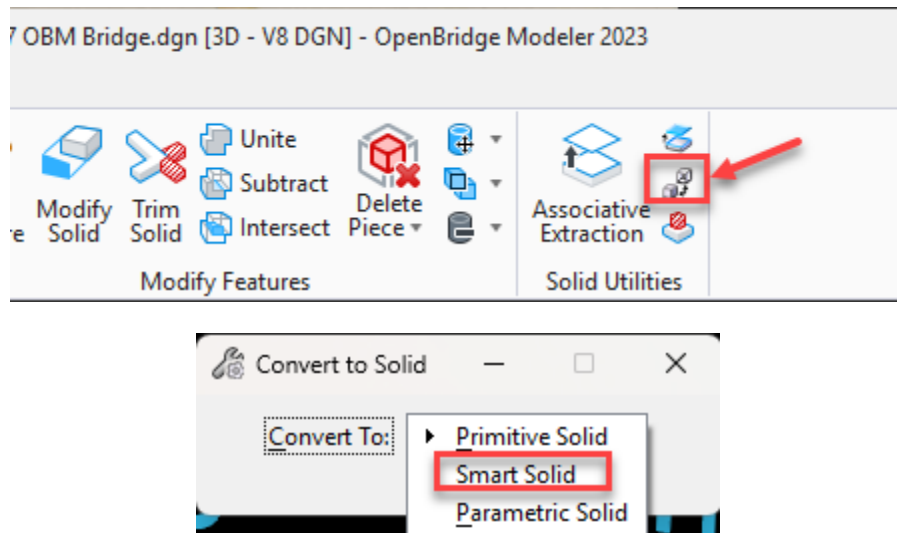 7 OBM Bridge.dgn [3D - V8 DGN] - OpenBridge Modeler 2023
Unite
Subtract
Intersect
Modify
Solid
Trim
Solid
Delete
Piece
Associative
Extraction
Modify Features
Solid Utilities
Convert to Solid
Convert To:
Primitive Solid
Smart Solid
Parametric Solid